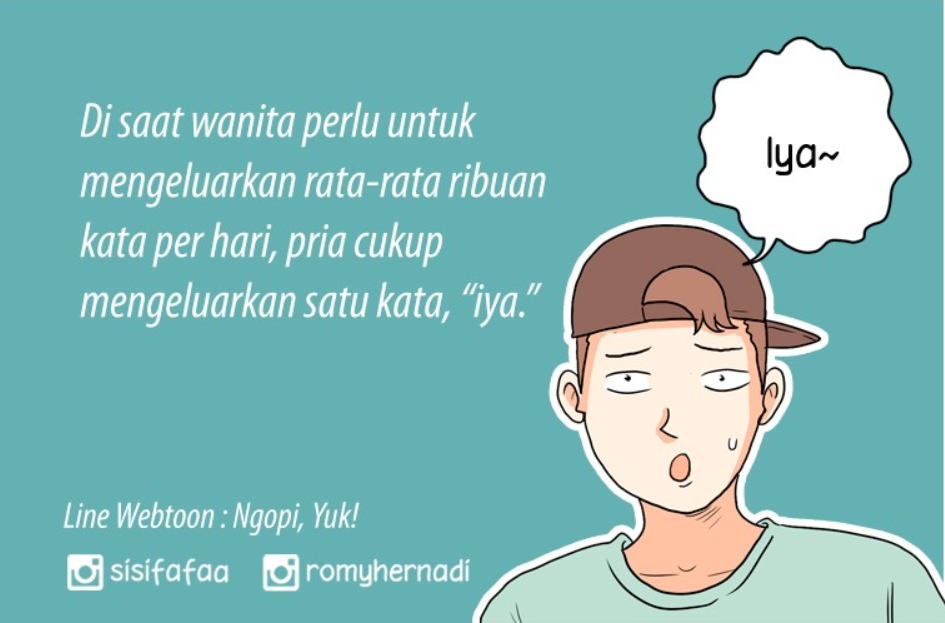 Di saat wanita perlu untuk
mengeluarkan rata-rata ribuan
kata per hari, pria cukup
mengeluarkan satu kata, “iya.”
Iya~
Line Webtoon : Ngopi, Yuk!
sisifafaa romyhernadi